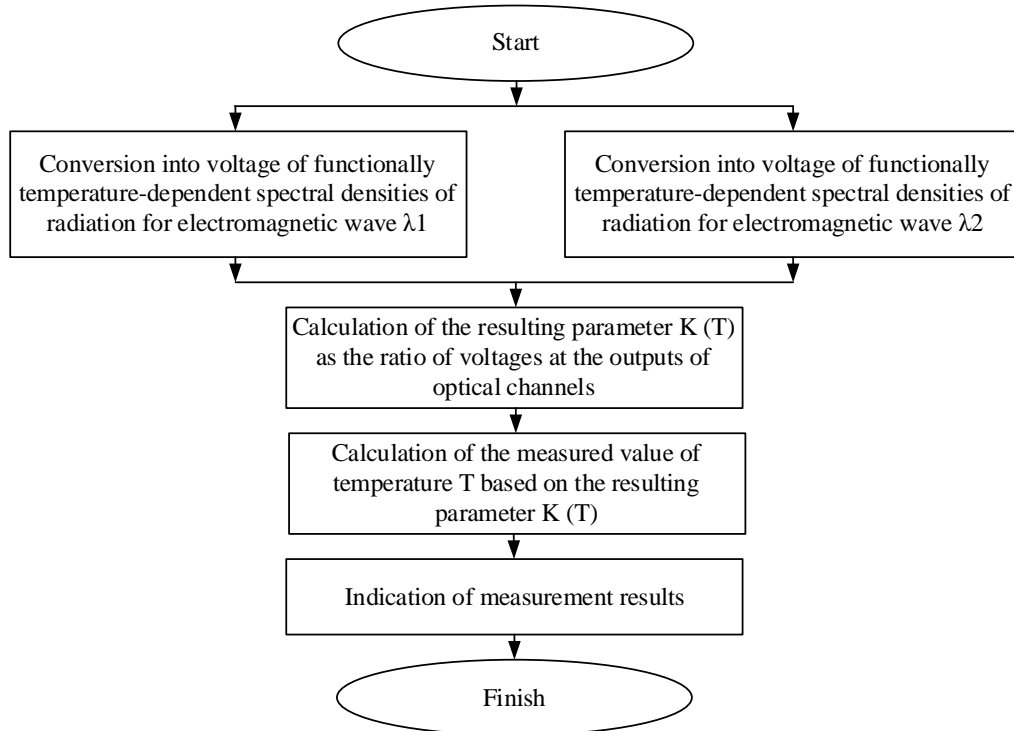 Start
Conversion into voltage of functionally
temperature-dependent spectral densities of
radiation for electromagnetic wave λ1
Conversion into voltage of functionally
temperature-dependent spectral densities of
radiation for electromagnetic wave λ2
Calculation of the resulting parameter K (T)
as the ratio of voltages at the outputs of
optical channels
Calculation of the measured value of
temperature T based on the resulting
parameter K (T)
Indication of measurement results
Finish